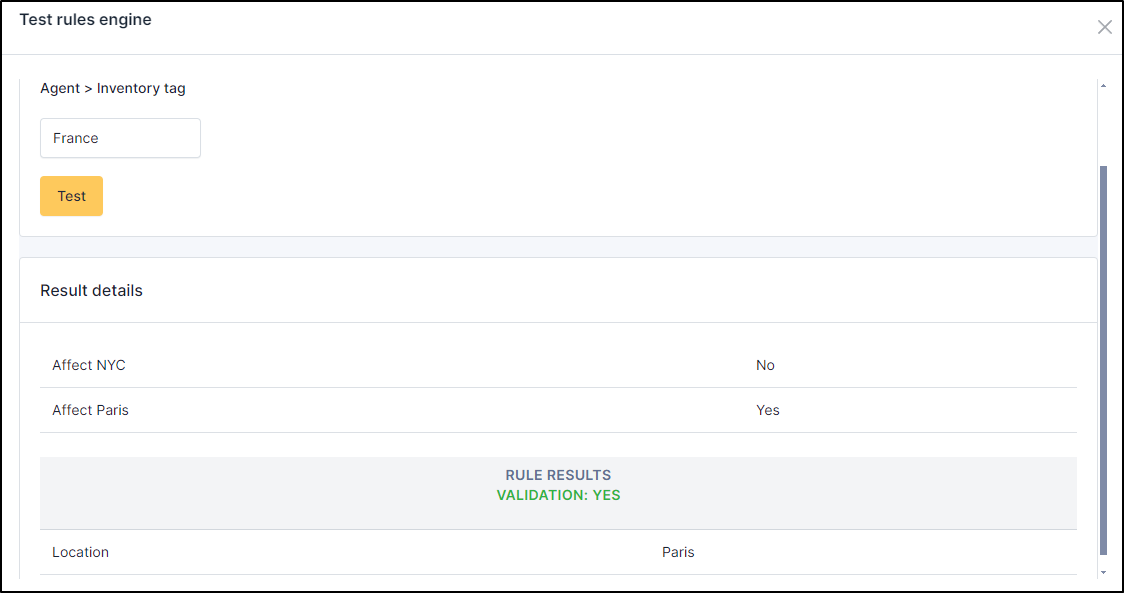 Test rules engine
Agent > Inventory tag
France
Test
Result details
Affect NYC No
Affect Paris Yes
RULE RESULTS
VALIDATION: YES
Location Paris